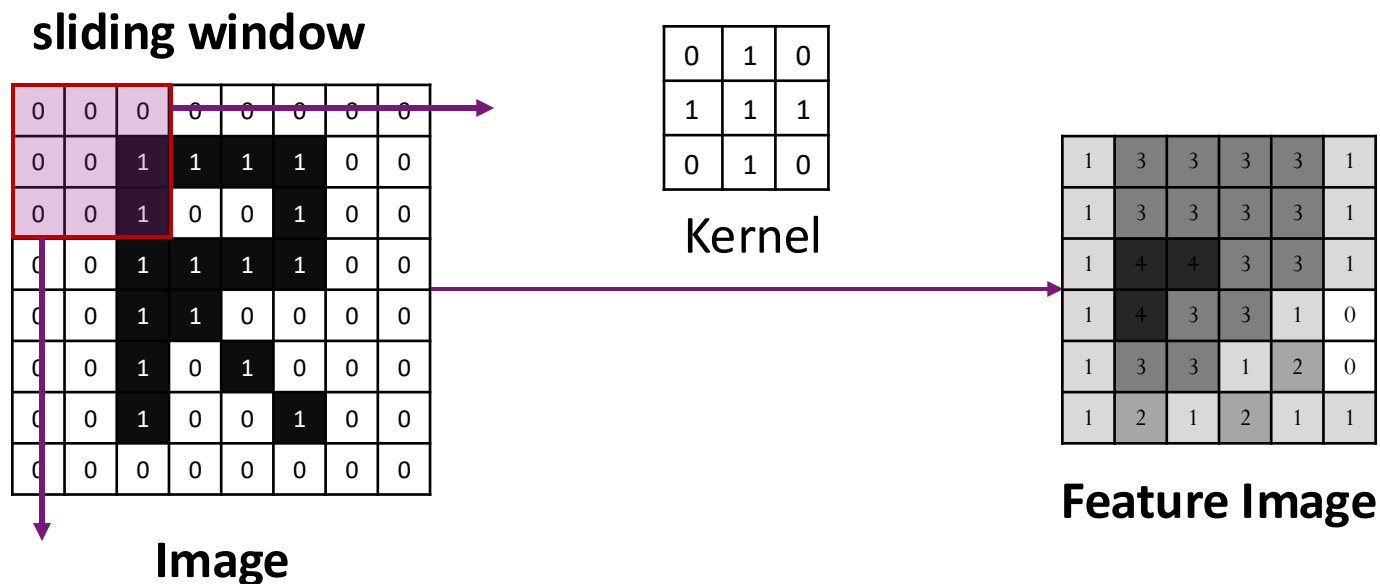 sliding window
0 0 0 0 0 0 0 0
0 0 1 1 1 1 0 0
0 0 1 0 0 1 0 0
0 0 1 1 1 1 0 0
0 0 1 1 0 0 0 0
0 0 1 0 1 0 0 0
0 0 1 0 0 1 0 0
0 0 0 0 0 0 0 0
Image
0 1 0
1 1 1
0 1 0
Kernel
1 3 3 3 3 1
1 3 3 3 3 1
1 4 4 3 3 1
1 4 3 3 1 0
1 3 3 1 2 0
1 2 1 2 1 1
Feature Image